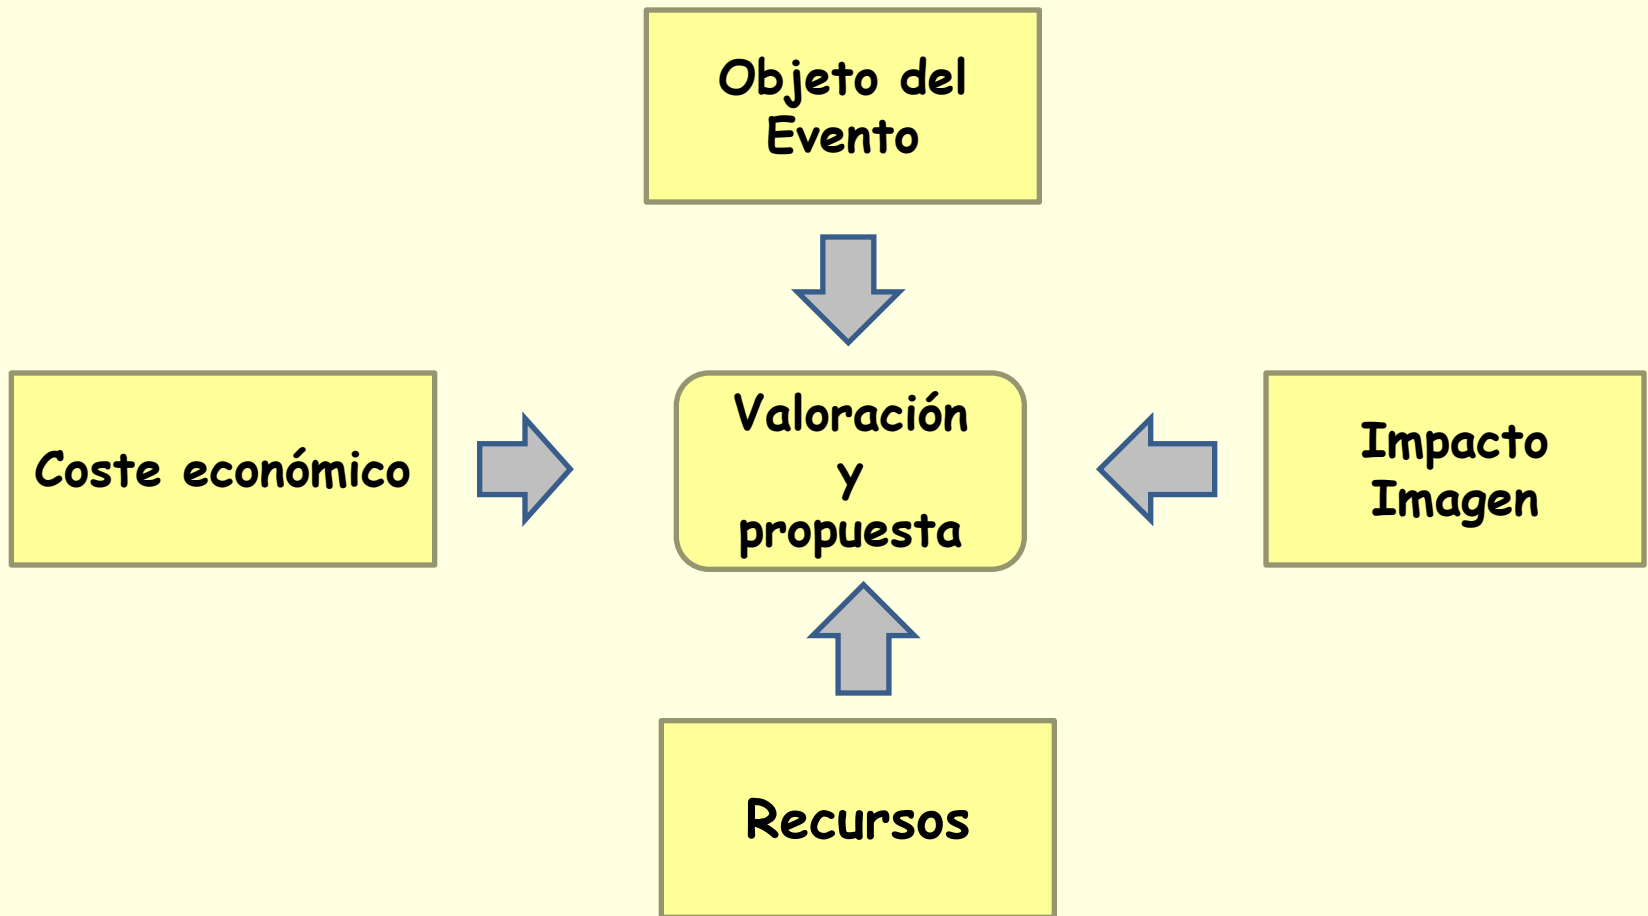 Objeto del
Evento
Coste económico
Valoración
y
propuesta
Impacto
Imagen
Recursos